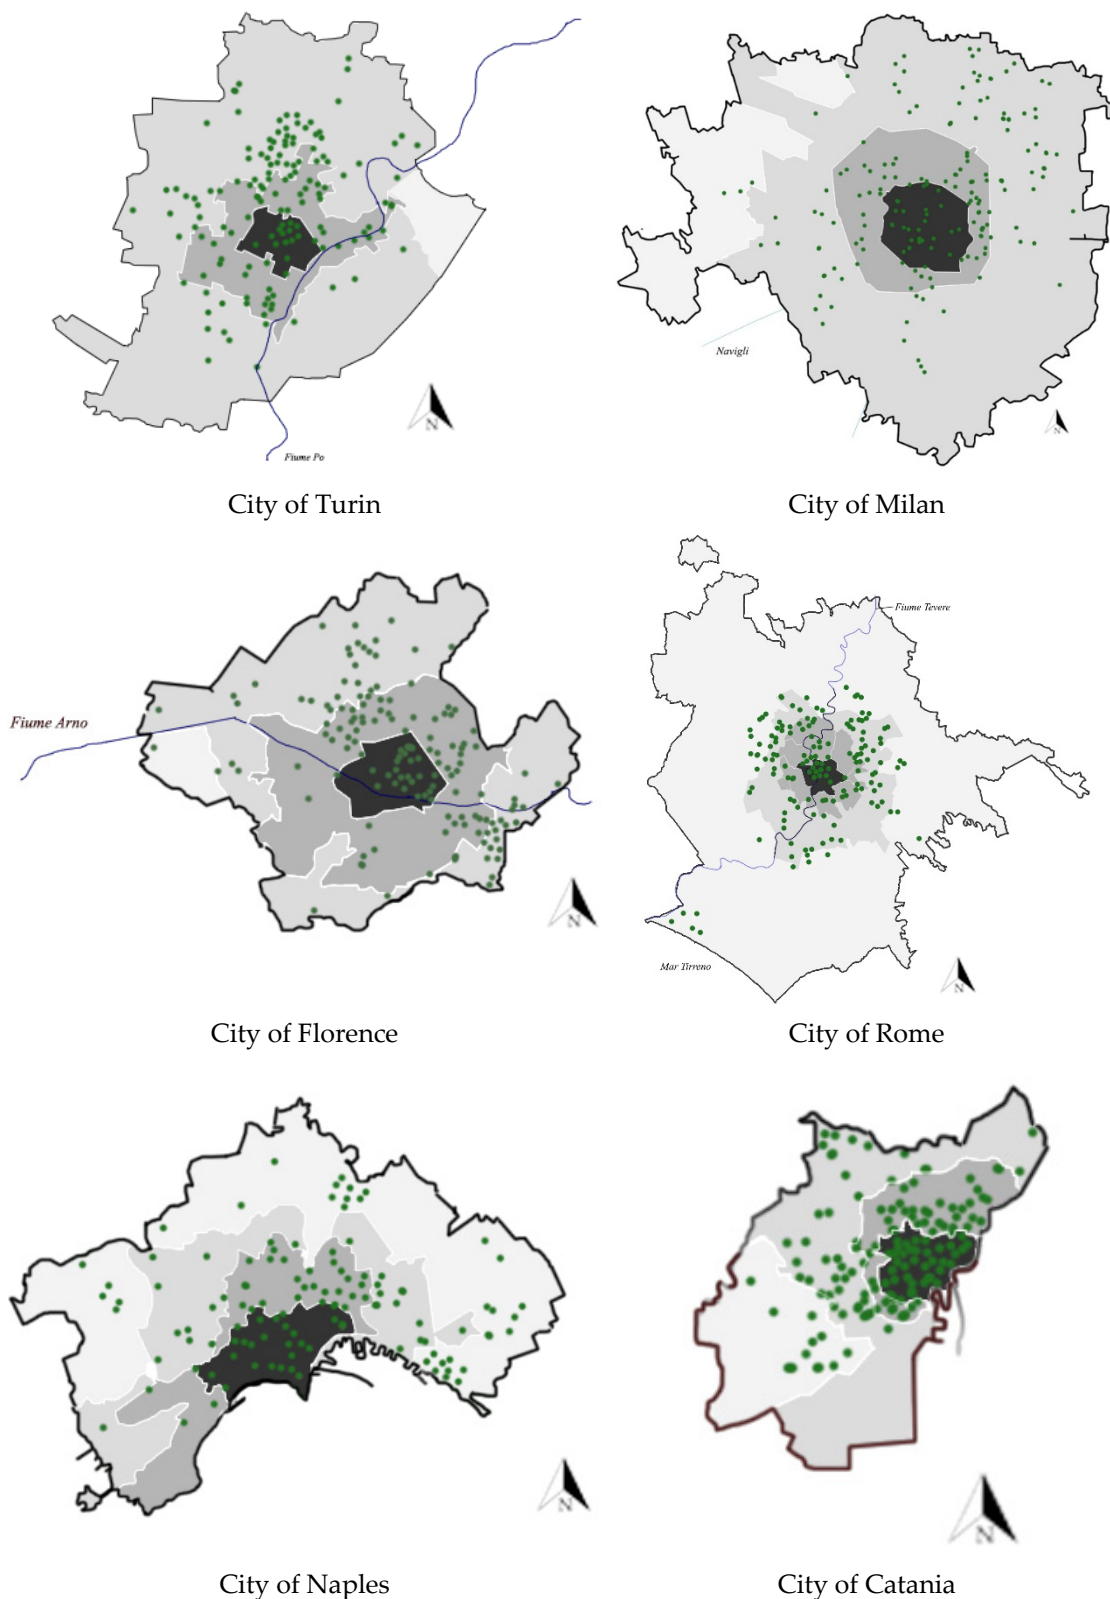 N
Fiume Po
Navigli
N
City of Turin
City of Milan
Fiume Tevere
Fiume Arno
N
Mar Tirreno
N
City of Florence
City of Rome
N
N
City of Naples
City of Catania